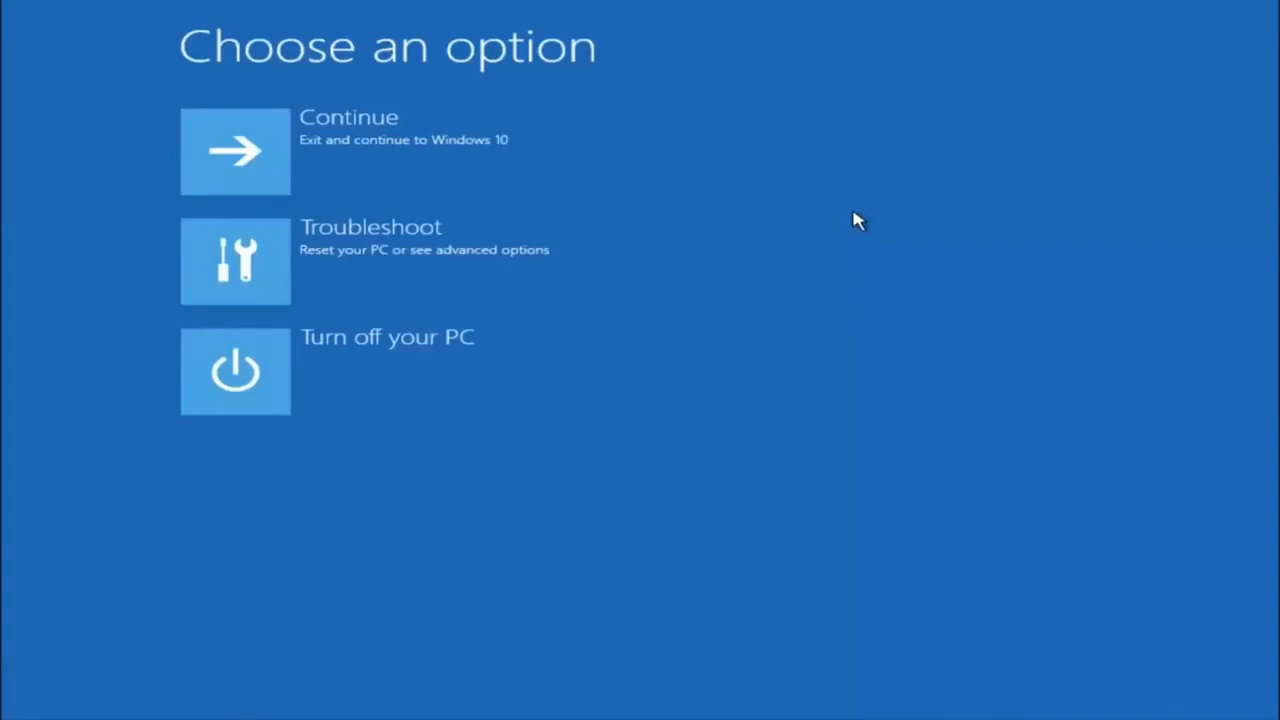 Choose an option
Continue
Exit and continue to Windows 10
Troubleshoot
Reset your PC or see advanced options
Turn off your PC